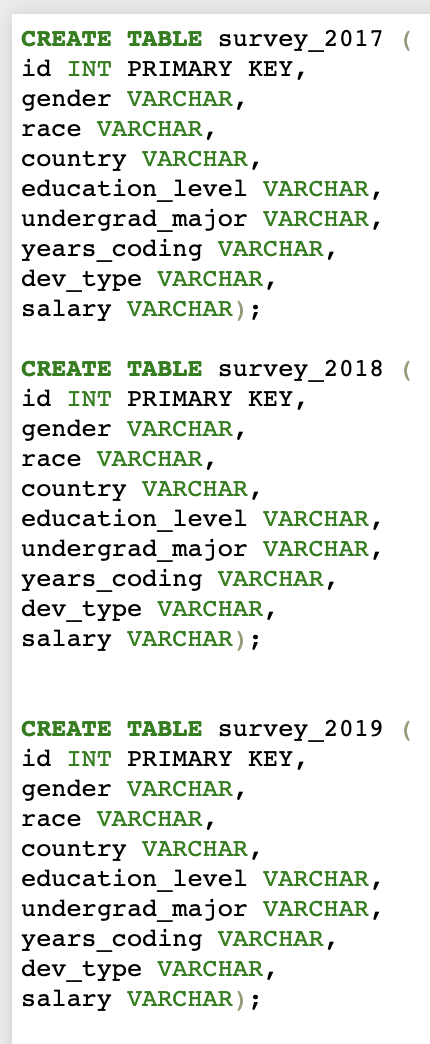 CREATE TABLE survey_2017 (
id INT PRIMARY KEY,
gender VARCHAR,
race VARCHAR,
country VARCHAR,
education_level VARCHAR,
undergrad_major VARCHAR,
years_coding VARCHAR,
dev_type VARCHAR,
salary VARCHAR);
CREATE TABLE survey_2018 (
id INT PRIMARY KEY,
gender VARCHAR,
race VARCHAR,
country VARCHAR,
education_level VARCHAR,
undergrad_major VARCHAR,
years_coding VARCHAR,
dev_type VARCHAR,
salary VARCHAR);
CREATE TABLE survey_2019 (
id INT PRIMARY KEY,
gender VARCHAR,
race VARCHAR,
country VARCHAR,
education_level VARCHAR,
undergrad_major VARCHAR,
years_coding VARCHAR,
dev_type VARCHAR,
salary VARCHAR);